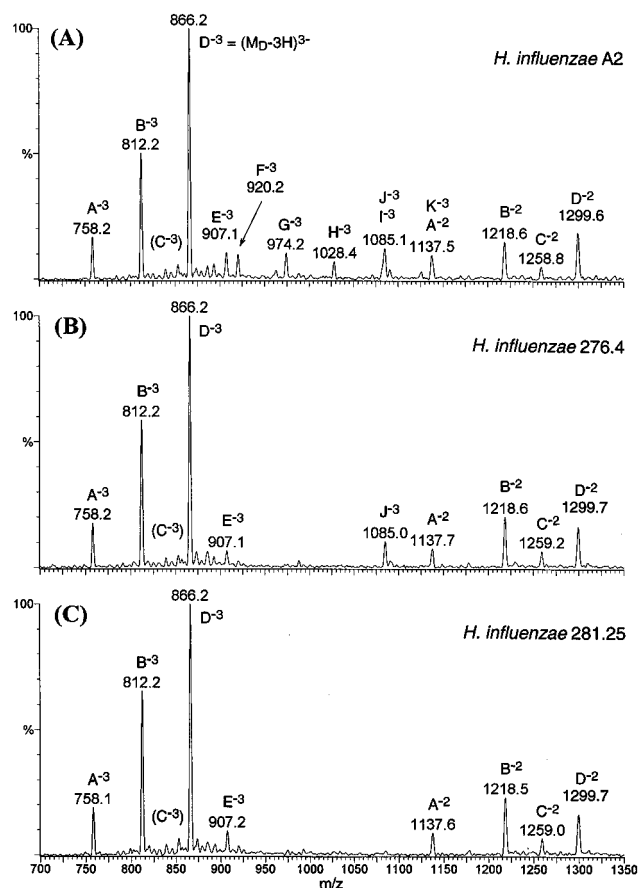 (A)
H. influenzae A2
100
%
866.2
D-3 = (MD-3H)3-
B-3
812.2
A-3
758.2
(C-3)
E-3
907.1
F-3
920.2
G-3
974.2
H-3
1028.4
J-3
I-3
1085.1
K-3
A-2
1137.5
B-2
1218.6
C-2
1258.8
D-2
1299.6
(B)
H. influenzae 276.4
100
%
866.2
D-3
B-3
812.2
A-3
758.2
(C-3)
E-3
907.1
J-3
1085.0
A-2
1137.7
B-2
1218.6
C-2
1259.2
D-2
1299.7
(C)
H. influenzae 281.25
100
%
866.2
D-3
B-3
812.2
A-3
758.1
(C-3)
E-3
907.2
A-2
1137.6
B-2
1218.5
C-2
1259.0
D-2
1299.7
700 750 800 850 900 950 1000 1050 1100 1150 1200 1250 1300 1350
m/z